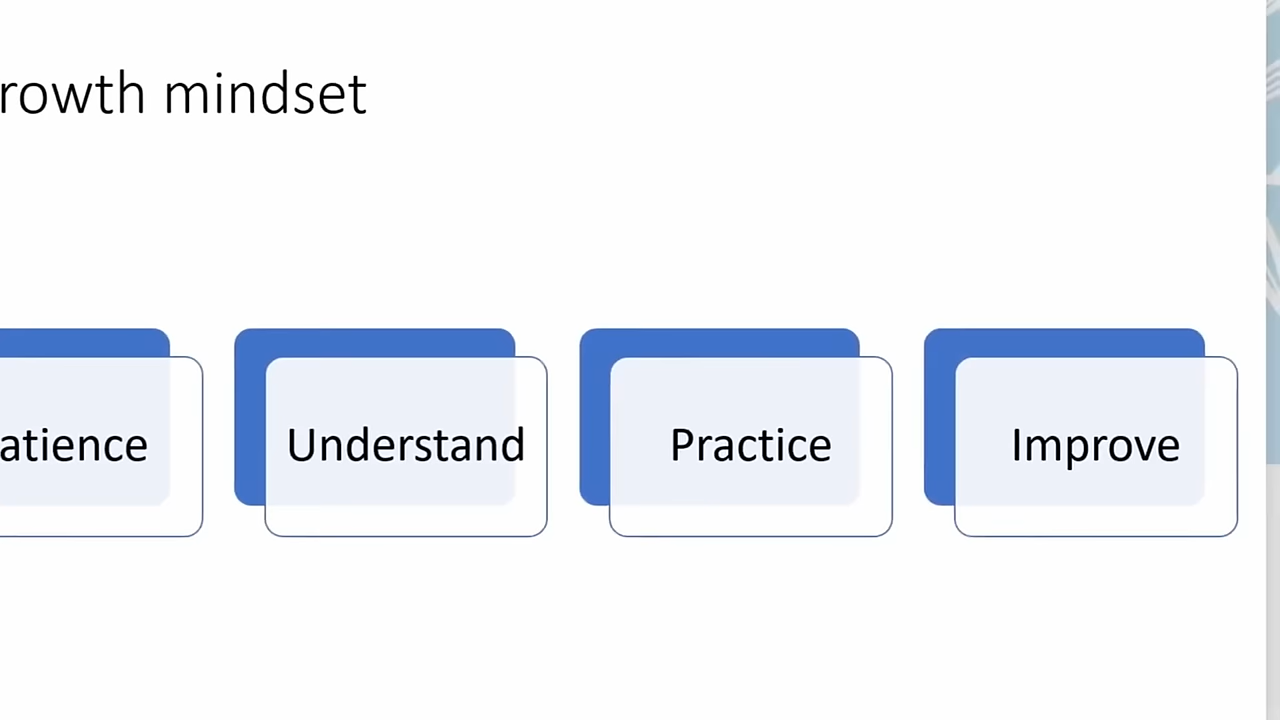 rowth mindset
atience
Understand
Practice
Improve